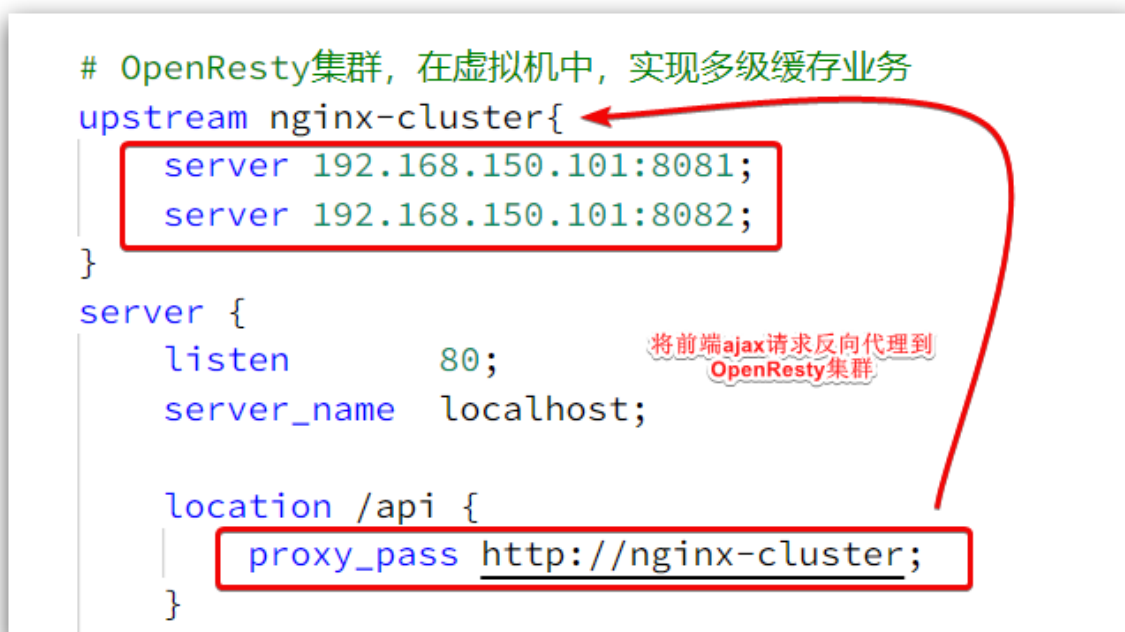 # OpenResty集群，在虚拟机中，实现多级缓存业务
upstream nginx-cluster{
server 192.168.150.101:8081;
server 192.168.150.101:8082;
}
server {
listen 80;
server_name localhost;
将前端ajax请求反向代理到
OpenResty集群
location /api {
proxy_pass http://nginx-cluster;
}